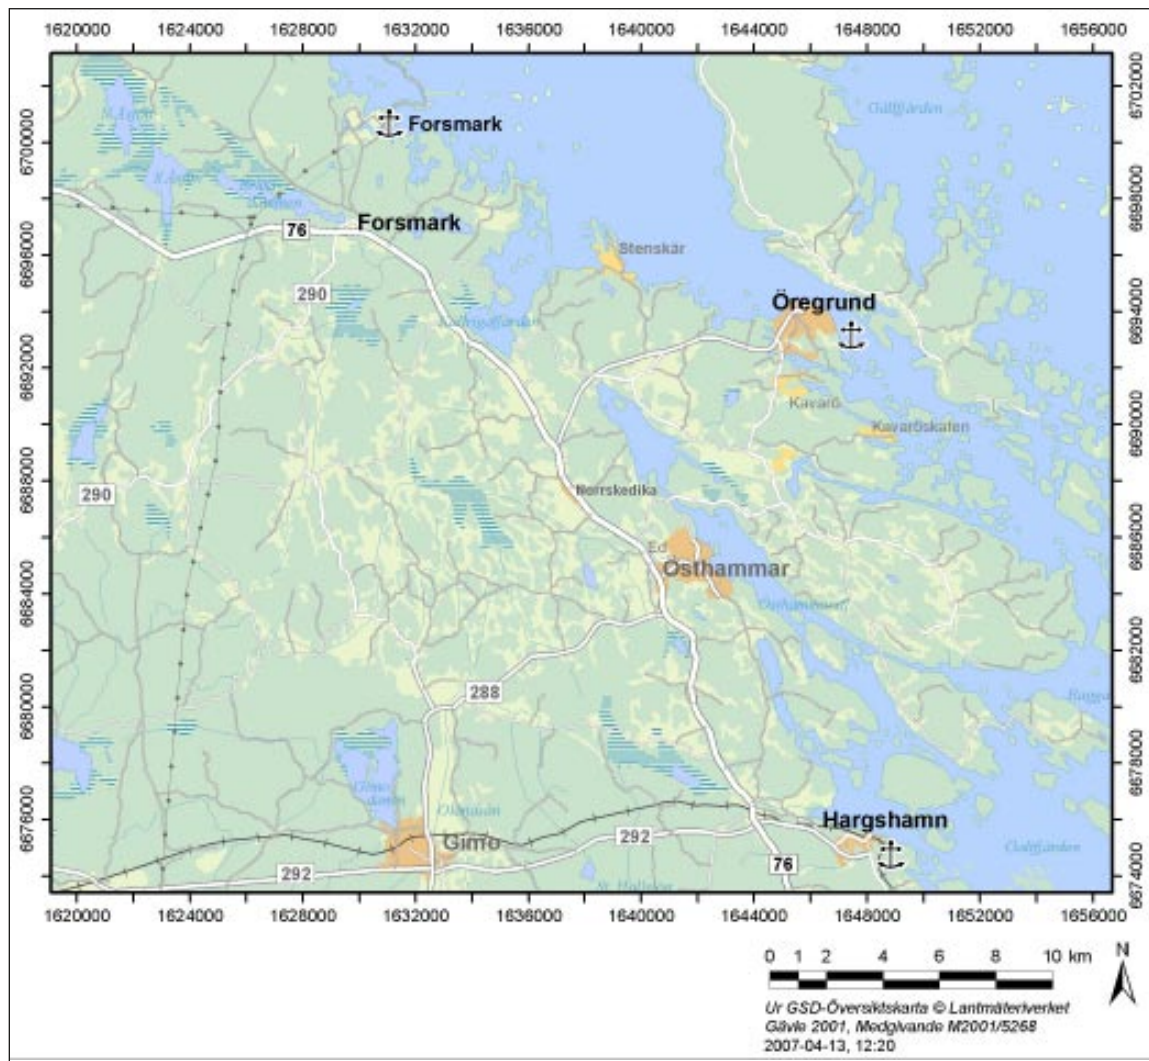 1620000 1624000 1628000 1632000 1636000 1640000 1644000 1648000 1652000 1656000
6702000
6700000
6698000
6696000
6694000
6692000
6690000
6688000
6686000
6684000
6682000
6680000
6678000
6676000
6674000
Gällfjärden
Forsmark
Forsmark
76
Stenskär
290
Öregrund
Kallrigafjärden
Kavarö
Kavaröskaten
290
Norrskedika
Ed
Östhammar
288
Hargshamn
292
Gimo
76
292
Galtfjärden
1620000 1624000 1628000 1632000 1636000 1640000 1644000 1648000 1652000 1656000
0 1 2 4 6 8 10 km
N
Ur GSD-Översiktskarta © Lantmäteriverket
Gävle 2001, Medgivande M2001/5268
2007-04-13, 12:20